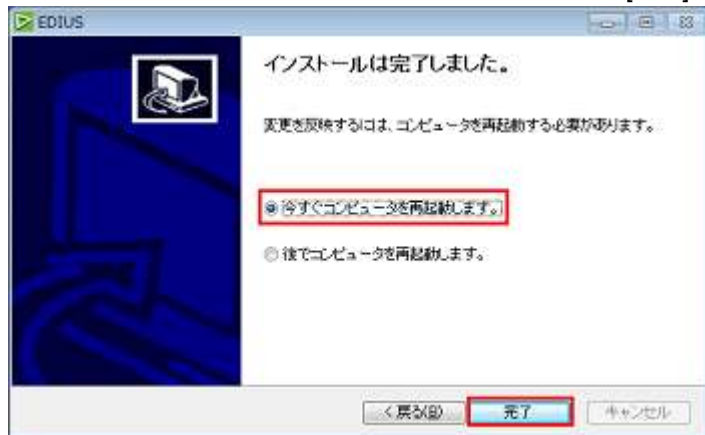 EDIUS
インストールは完了しました。
変更を反映するには、コンピュータを再起動する必要があります。
今すぐコンピュータを再起動します。
後でコンピュータを再起動します。
< 戻る(B)
完了
キャンセル